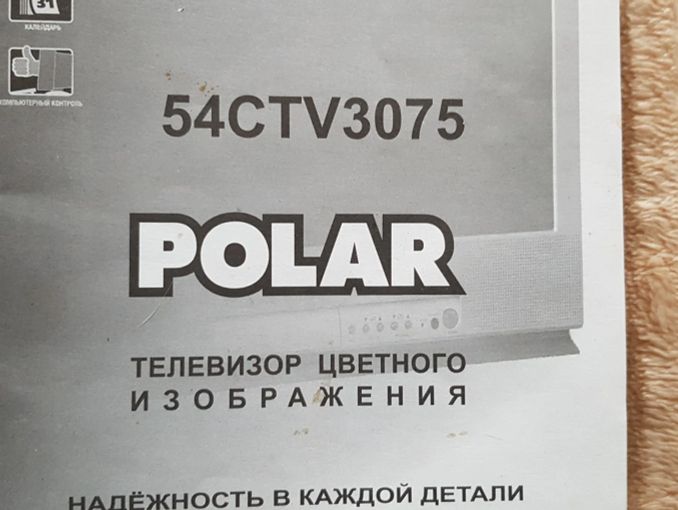 31
КАЛЕНДАРЬ
КОМПЬЮТЕРНЫЙ КОНТРОЛЬ
54CTV3075
POLAR
ТЕЛЕВИЗОР ЦВЕТНОГО
ИЗОБРАЖЕНИЯ
НАДЁЖНОСТЬ В КАЖДОЙ ДЕТАЛИ